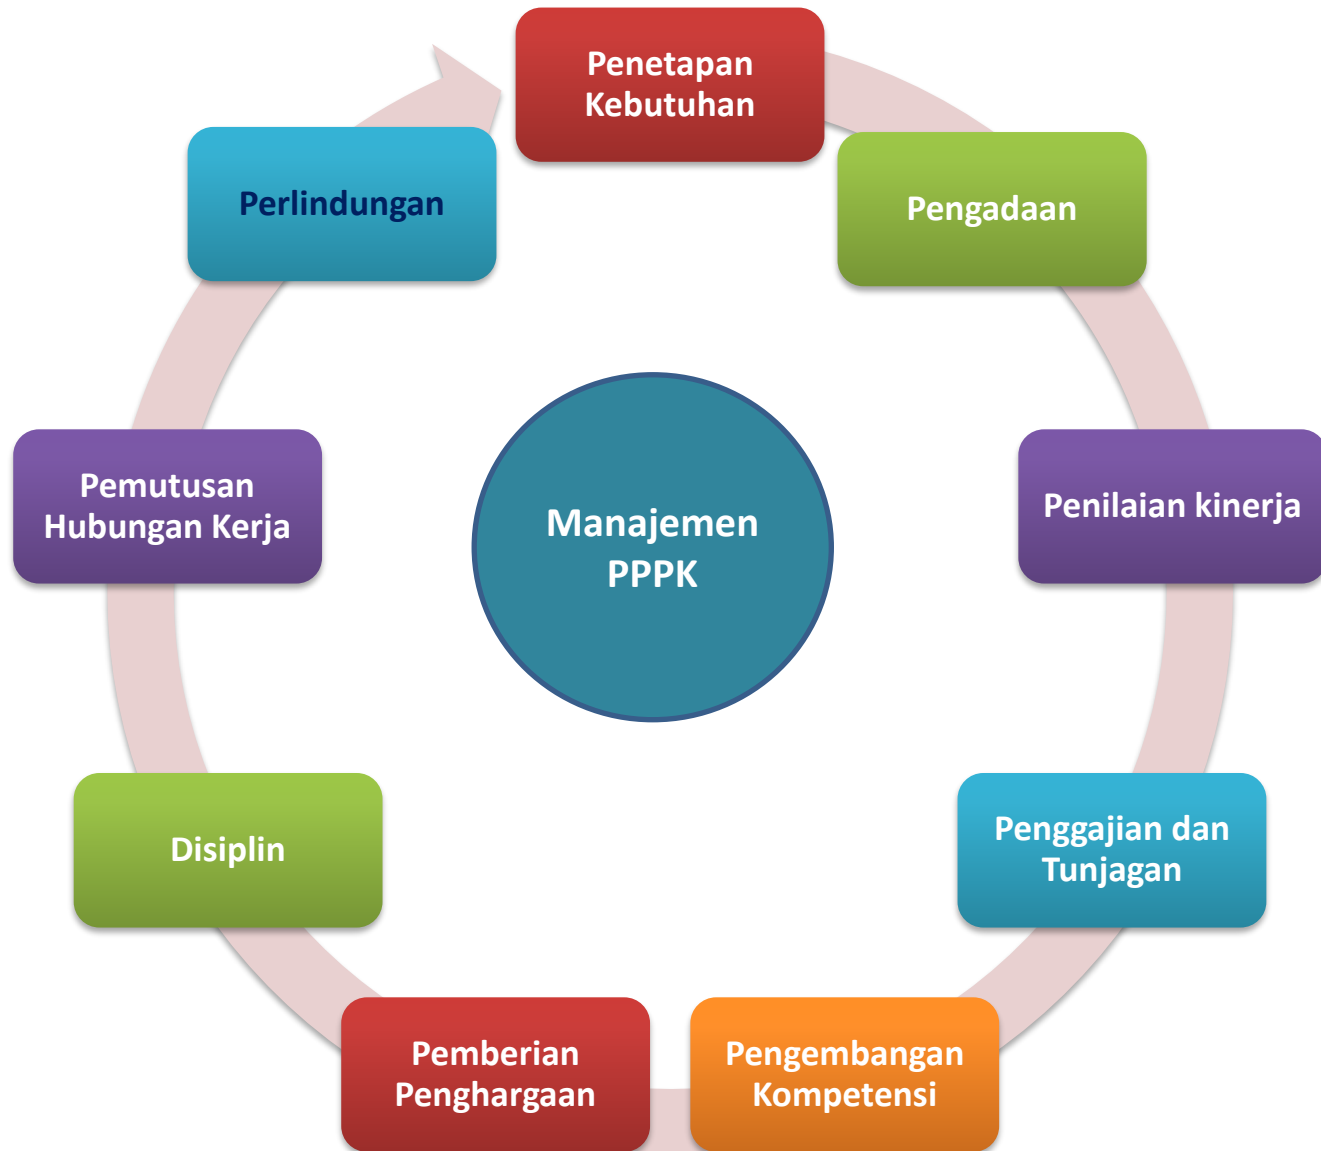 Penetapan
Kebutuhan
Pengadaan
Penilaian kinerja
Penggajian dan
Tunjagan
Pengembangan
Kompetensi
Pemberian
Penghargaan
Disiplin
Pemutusan
Hubungan Kerja
Perlindungan
Manajemen
PPPK